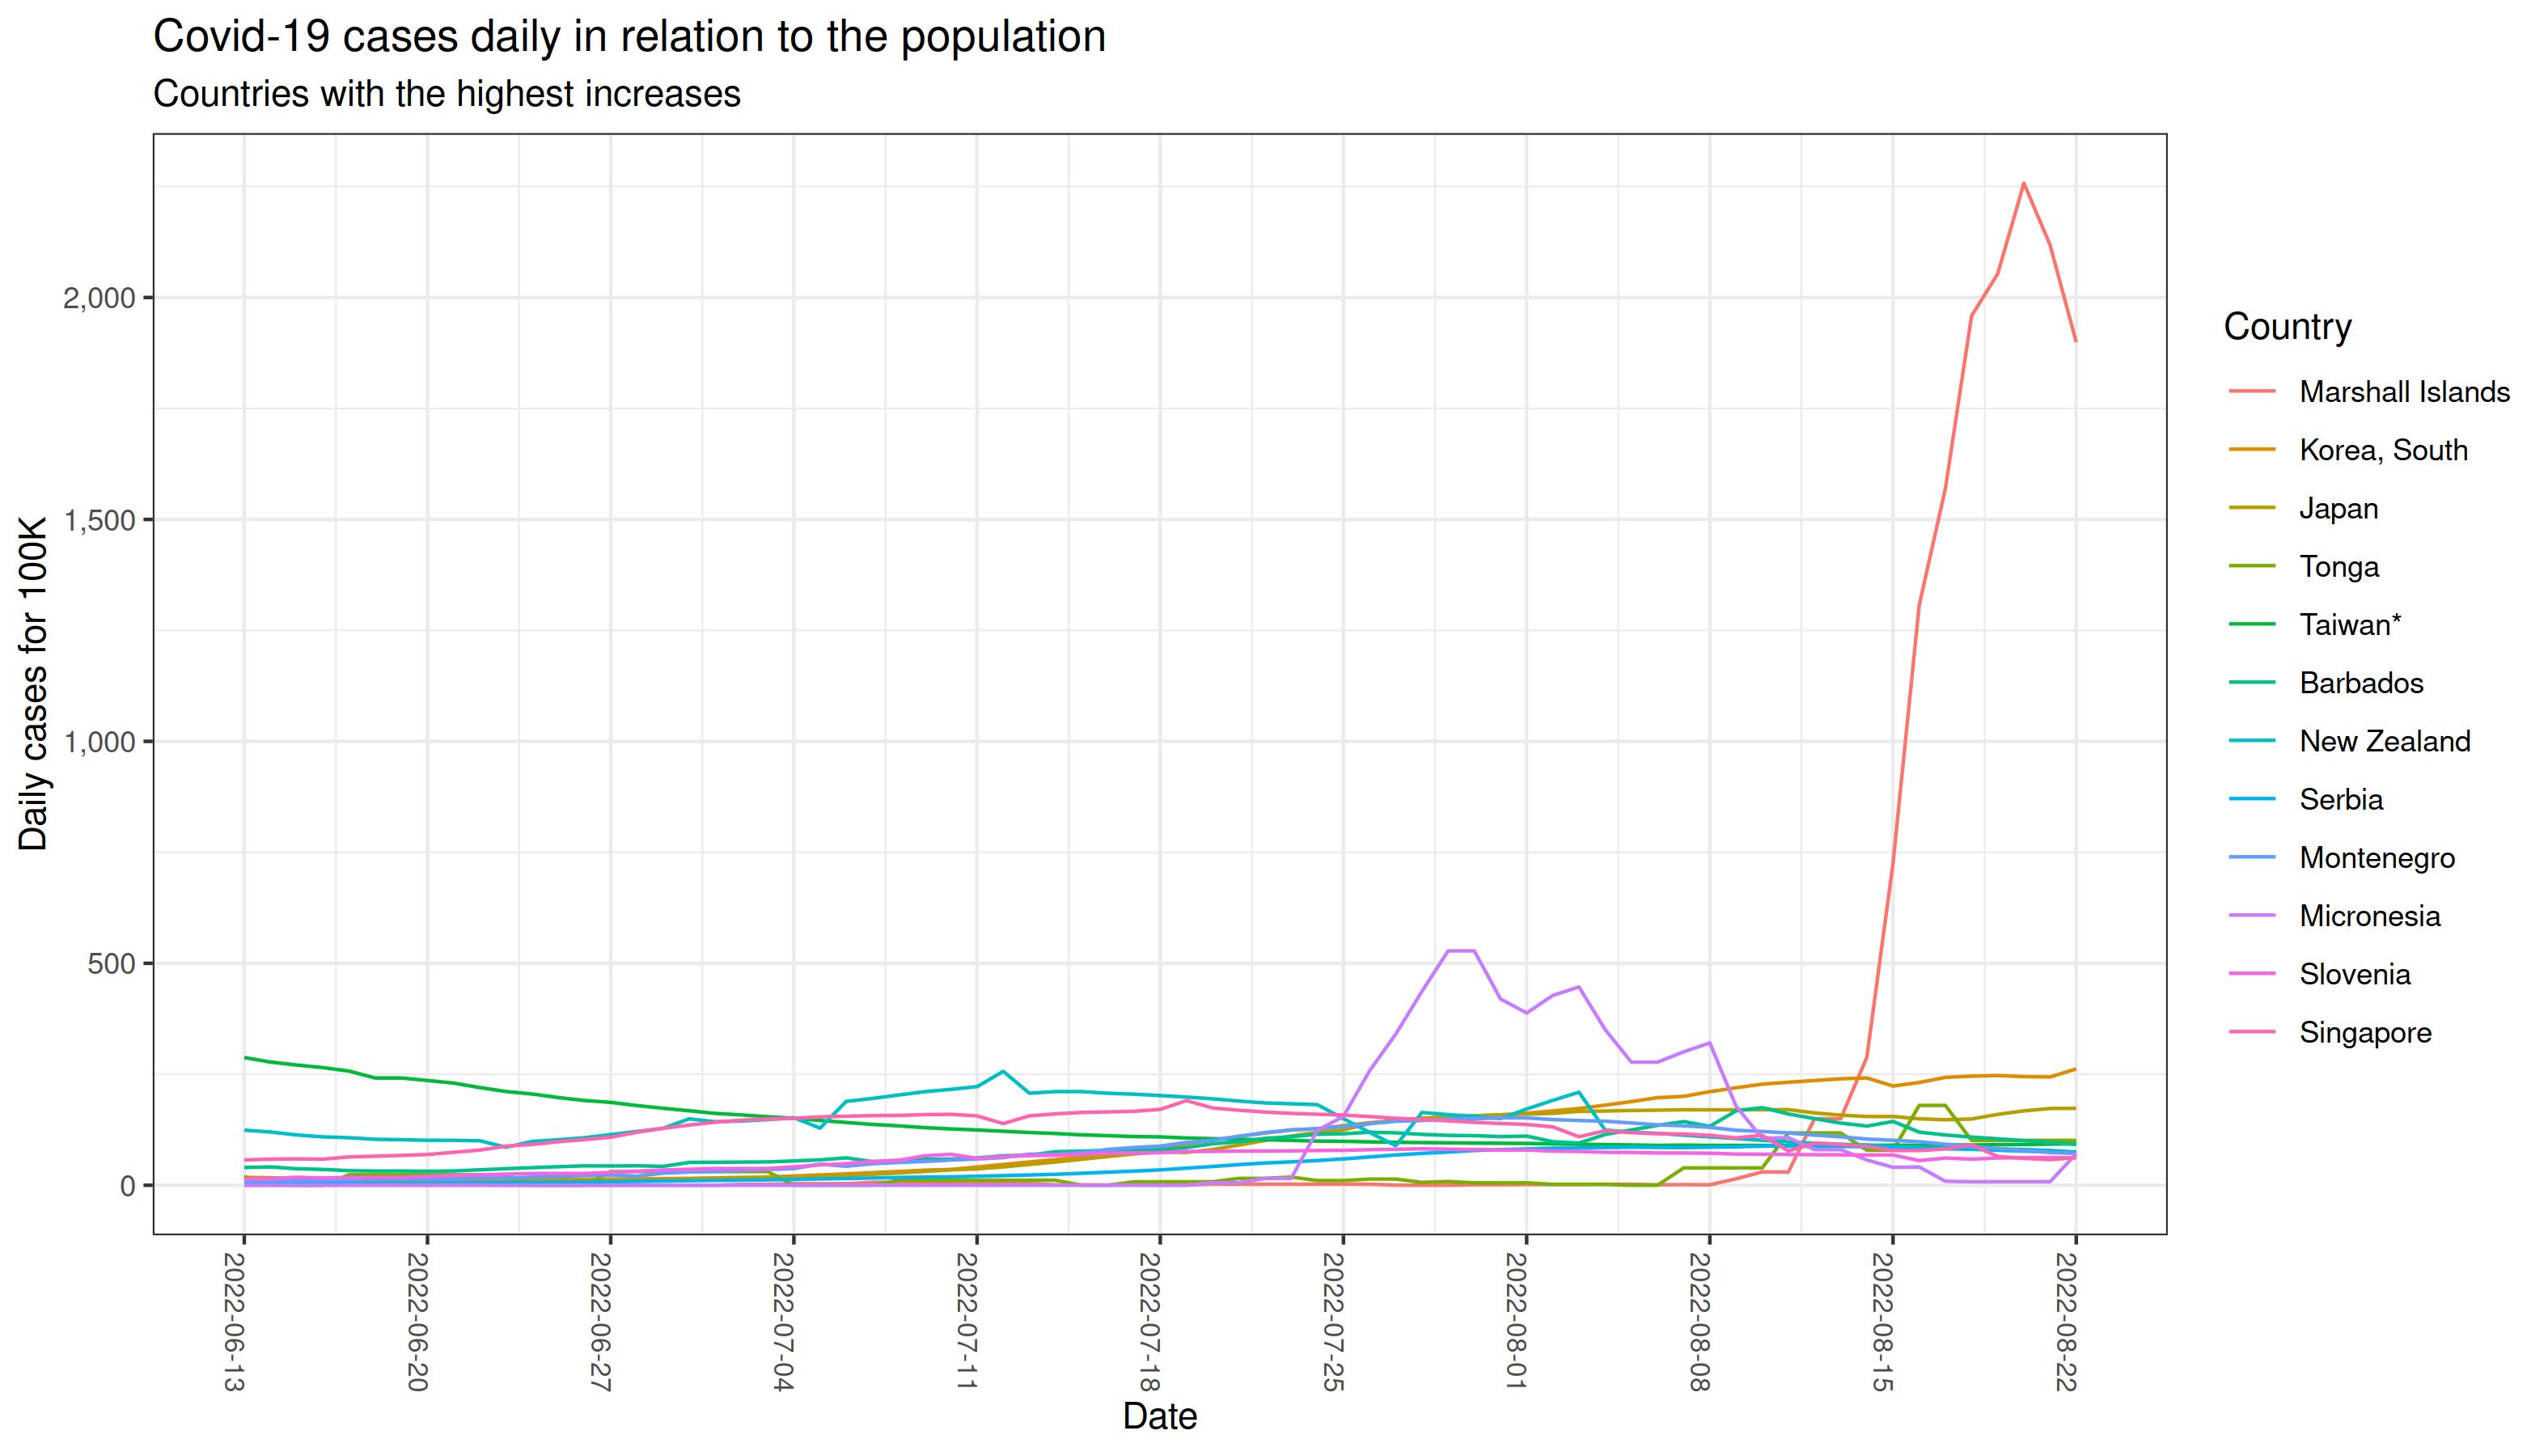 Covid-19 cases daily in relation to the population
Countries with the highest increases
Daily cases for 100K
2,000
1,500
1,000
500
0
2022-06-13
2022-06-20
2022-06-27
2022-07-04
2022-07-11
2022-07-18
2022-07-25
2022-08-01
2022-08-08
2022-08-15
2022-08-22
Date
Country
Marshall Islands
Korea, South
Japan
Tonga
Taiwan*
Barbados
New Zealand
Serbia
Montenegro
Micronesia
Slovenia
Singapore